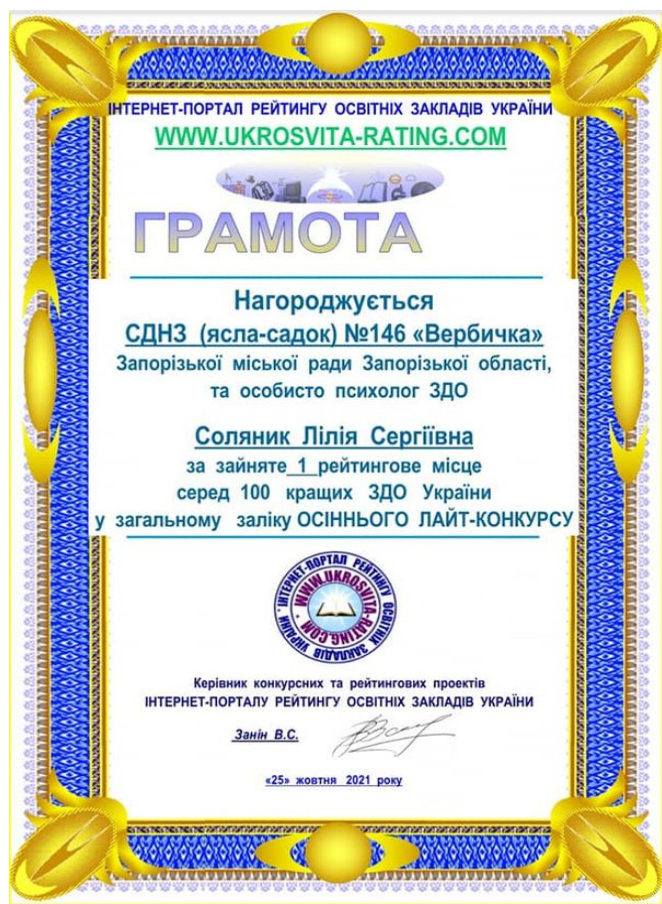 ІНТЕРНЕТ-ПОРТАЛ РЕЙТИНГУ ОСВІТНІХ ЗАКЛАДІВ УКРАЇНИ
WWW.UKROSVITA-RATING.COM
ГРАМОТА
Нагороджується
СДНЗ (ясла-садок) №146 «Вербичка»
Запорізької міської ради Запорізької області,
та особисто психолог ЗДО
Соляник Лілія Сергіївна
за зайняте 1 рейтингове місце
серед 100 кращих ЗДО України
у загальному заліку ОСІННЬОГО ЛАЙТ-КОНКУРСУ
ІНТЕРНЕТ-ПОРТАЛ РЕЙТИНГУ ОСВІТНІХ ЗАКЛАДІВ УКРАЇНИ
WWW.UKROSVITA-RATING.COM
Керівник конкурсних та рейтингових проектів
ІНТЕРНЕТ-ПОРТАЛУ РЕЙТИНГУ ОСВІТНІХ ЗАКЛАДІВ УКРАЇНИ
Занін В.С.
«25» жовтня 2021 року